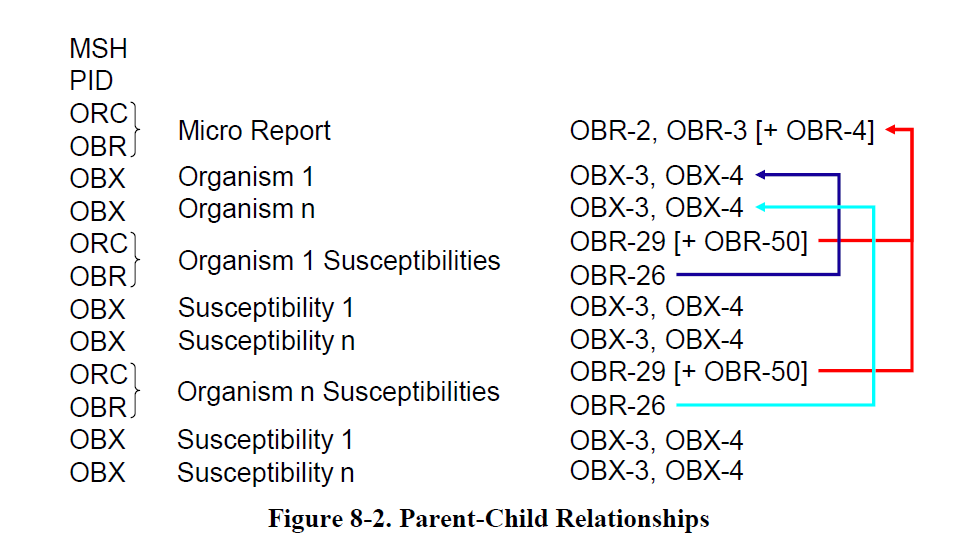 MSH
PID
ORC
Micro Report OBR-2, OBR-3 [+ OBR-4]
OBR
OBX Organism 1 OBX-3, OBX-4
OBX Organism n OBX-3, OBX-4
ORC OBR-29 [+ OBR-50]
Organism 1 Susceptibilities
OBR OBR-26
OBX Susceptibility 1 OBX-3, OBX-4
OBX Susceptibility n OBX-3, OBX-4
ORC OBR-29 [+ OBR-50]
Organism n Susceptibilities
OBR OBR-26
OBX Susceptibility 1 OBX-3, OBX-4
OBX Susceptibility n OBX-3, OBX-4
Figure 8-2. Parent-Child Relationships